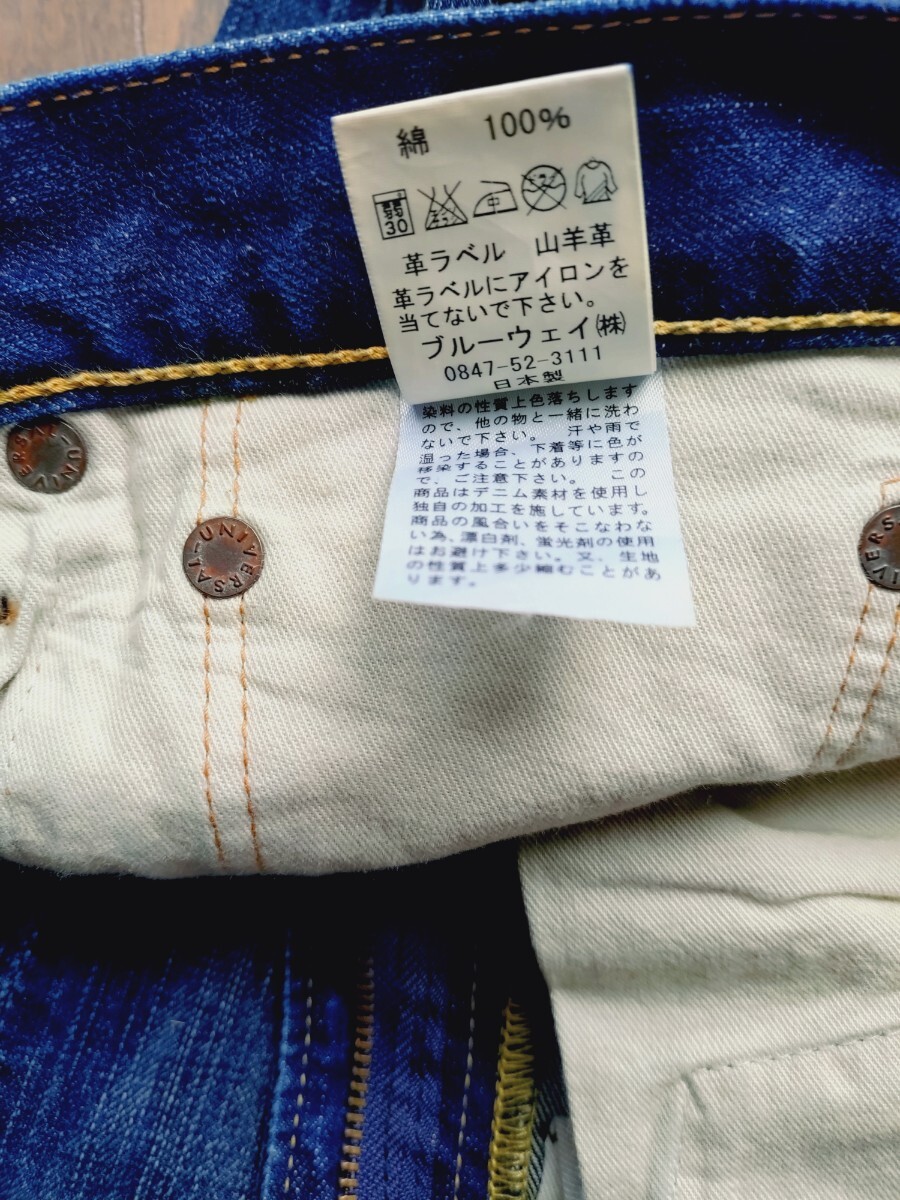 綿 100%
弱
30
中
革ラベル 山羊革
革ラベルにアイロンを
当てないで下さい。
ブルーウェイ㈱
0847-52-3111
日本製
染料の性質上色落ちします
ので、他の物と一緒に洗わ
ないで下さい。 汗や雨で
湿った場合、下着等に色が
移染することがありますの
で、ご注意下さい。 この
商品はデニム素材を使用し
独自の加工を施しています。
商品の風合いをそこなわな
い為、漂白剤、蛍光剤の使用
はお避け下さい。又、生地
の性質上多少縮むことがあ
ります。
UNIVERSAL
UNIVERSAL
UNIVERS